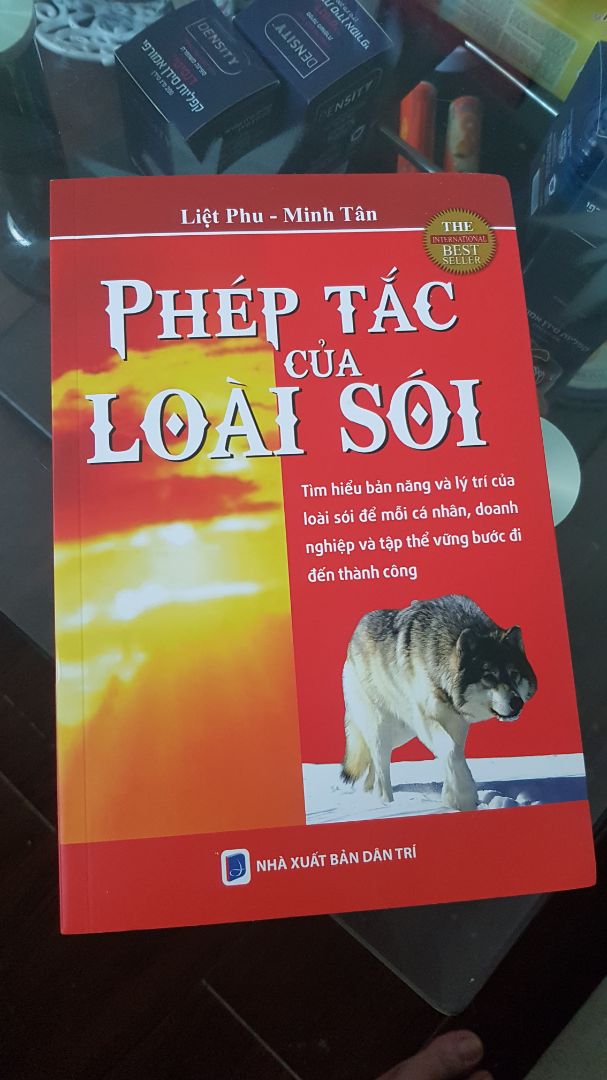 DENSITY
DENSITY
Liệt Phu - Minh Tân
THE
INTERNATIONAL
BEST
SELLER
PHÉP TẮC
CỦA
LOÀI SÓI
Tìm hiểu bản năng và lý trí của
loài sói để mỗi cá nhân, doanh
nghiệp và tập thể vững bước đi
đến thành công
NHÀ XUẤT BẢN DÂN TRÍ